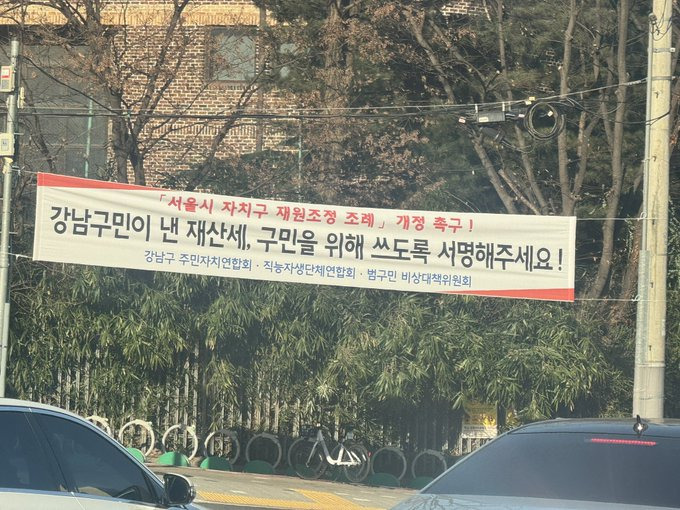 「서울시 자치구 재원조정 조례」 개정 촉구!
강남구민이 낸 재산세, 구민을 위해 쓰도록 서명해주세요!
강남구 주민자치연합회 · 직능자생단체연합회 · 범구민 비상대책위원회